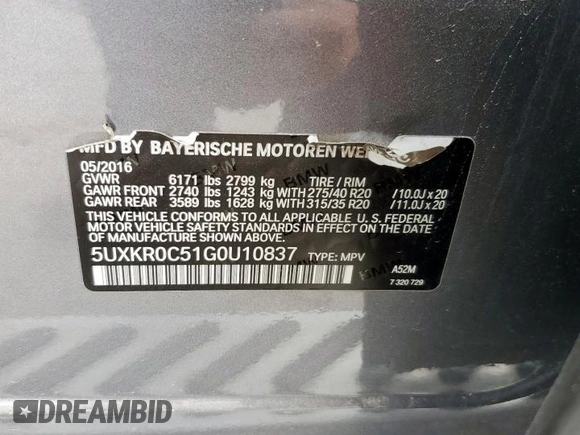 MFD BY BAYERISCHE MOTOREN WE
05/2016
GVWR 6171 lbs 2799 kg TIRE / RIM
GAWR FRONT 2740 lbs 1243 kg WITH 275/40 R20 /10.0J x 20
GAWR REAR 3589 lbs 1628 kg WITH 315/35 R20 /11.0J x 20
THIS VEHICLE CONFORMS TO ALL APPLICABLE U. S. FEDERAL
MOTOR VEHICLE SAFETY STANDARDS IN EFFECT ON THE DATE
OF MANUFACTURE SHOWN ABOVE.
5UXKR0C51G0U10837 TYPE: MPV
A52M
7 320 729
DREAMBID